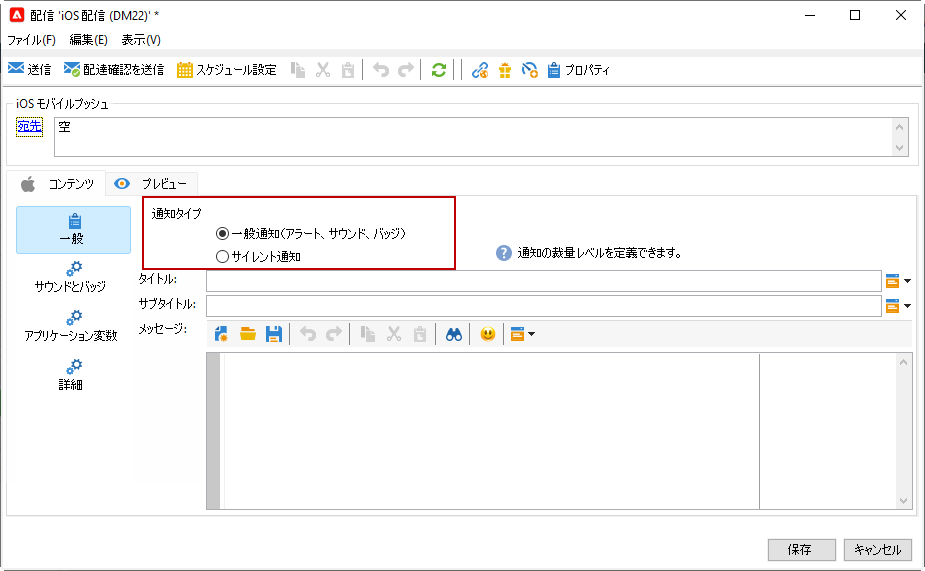 配信 'iOS 配信 (DM22)' *
ファイル(F) 編集(E) 表示(V)
送信 配達確認を送信 スケジュール設定 プロパティ
iOS モバイルプッシュ
宛先 空
コンテンツ プレビュー
通知タイプ
一般 一般通知(アラート、サウンド、バッジ)
サイレント通知 ? 通知の裁量レベルを定義できます。
サウンドとバッジ タイトル:
サブタイトル:
アプリケーション変数 メッセージ:
詳細
保存 キャンセル